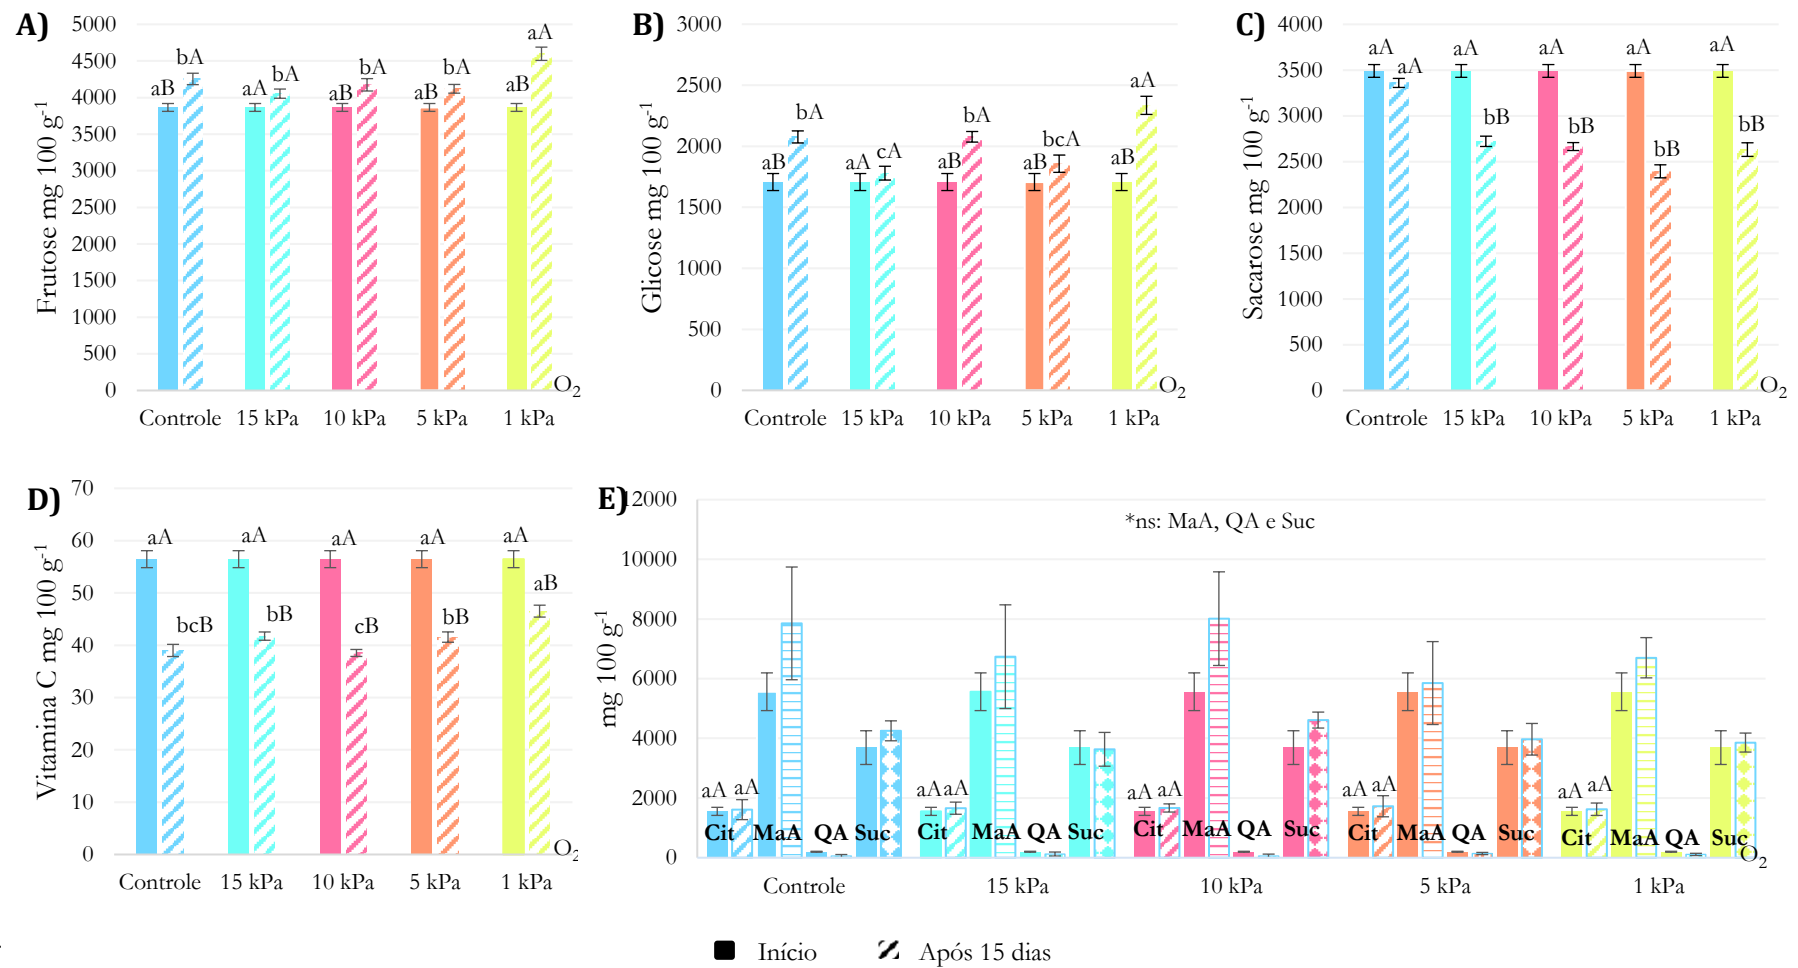 A)
Frutose mg 100 g-1
5000
4500
4000
3500
3000
2500
2000
1500
1000
500
0
aB bA aA bA aB bA aB bA aB aA
Controle 15 kPa 10 kPa 5 kPa 1 kPa
O2
B)
Glicose mg 100 g-1
3000
2500
2000
1500
1000
500
0
aB bA aA cA aB bA aB bcA aB aA
Controle 15 kPa 10 kPa 5 kPa 1 kPa
O2
C)
Sacarose mg 100 g-1
4000
3500
3000
2500
2000
1500
1000
500
0
aA aA aA bB aA bB aA bB aA bB
Controle 15 kPa 10 kPa 5 kPa 1 kPa
O2
D)
Vitamina C mg 100 g-1
70
60
50
40
30
20
10
0
aA bcB aA bB aA cB aA bB aA aB
Controle 15 kPa 10 kPa 5 kPa 1 kPa
O2
E)
mg 100 g-1
12000
10000
8000
6000
4000
2000
0
*ns: MaA, QA e Suc
aA aA aA aA aA aA aA aA aA aA
Cit MaA QA Suc Cit MaA QA Suc Cit MaA QA Suc Cit MaA QA Suc Cit MaA QA Suc
Controle 15 kPa 10 kPa 5 kPa 1 kPa
O2
Início Após 15 dias